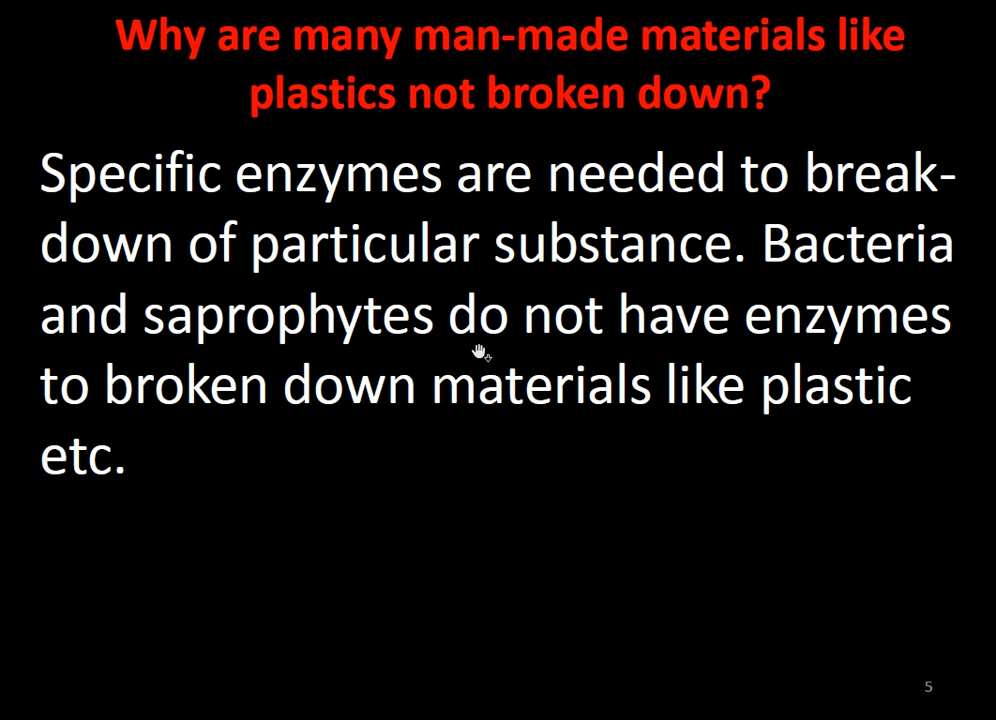 Why are many man-made materials like
plastics not broken down?
Specific enzymes are needed to break-
down of particular substance. Bacteria
and saprophytes do not have enzymes
to broken down materials like plastic
etc.
5